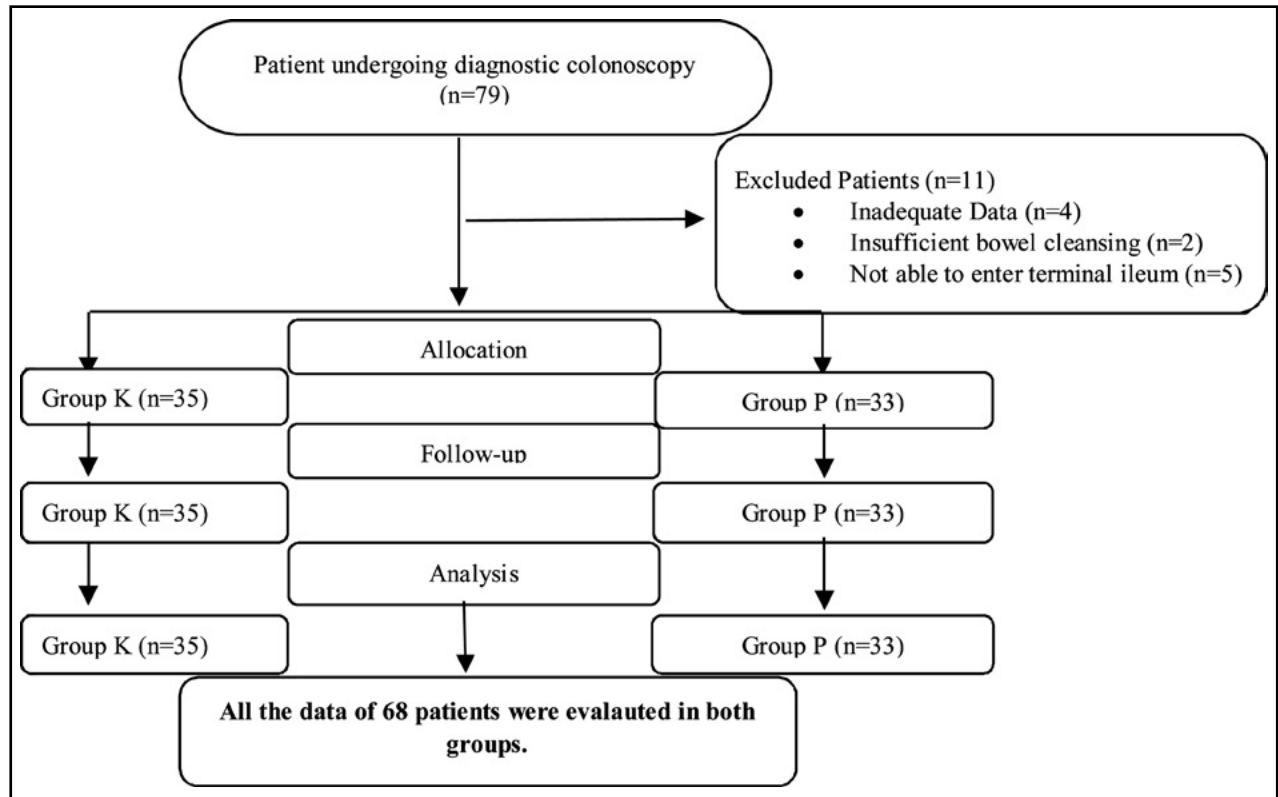 Patient undergoing diagnostic colonoscopy
(n=79)
Excluded Patients (n=11)
• Inadequate Data (n=4)
• Insufficient bowel cleansing (n=2)
• Not able to enter terminal ileum (n=5)
Allocation
Group K (n=35)
Group P (n=33)
Follow-up
Group K (n=35)
Group P (n=33)
Analysis
Group K (n=35)
Group P (n=33)
All the data of 68 patients were evalauted in both
groups.